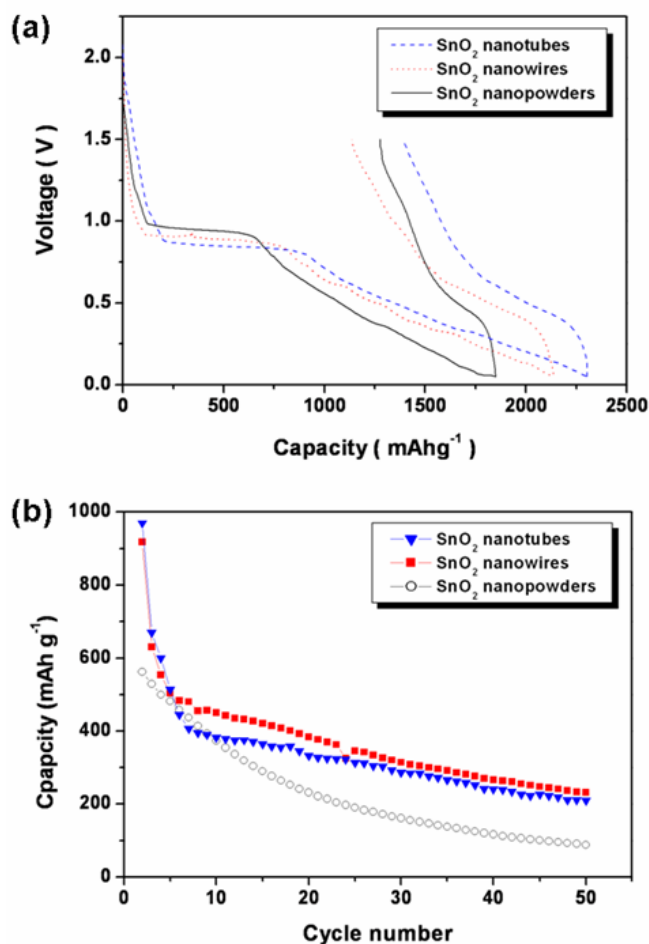 (a)
SnO₂ nanotubes
SnO₂ nanowires
SnO₂ nanopowders
2.0
1.5
1.0
0.5
0.0
Voltage ( V )
0 500 1000 1500 2000 2500
Capacity ( mAhg⁻¹ )
(b)
SnO₂ nanotubes
SnO₂ nanowires
SnO₂ nanopowders
1000
800
600
400
200
0
Cpapcity (mAh g⁻¹)
0 10 20 30 40 50
Cycle number